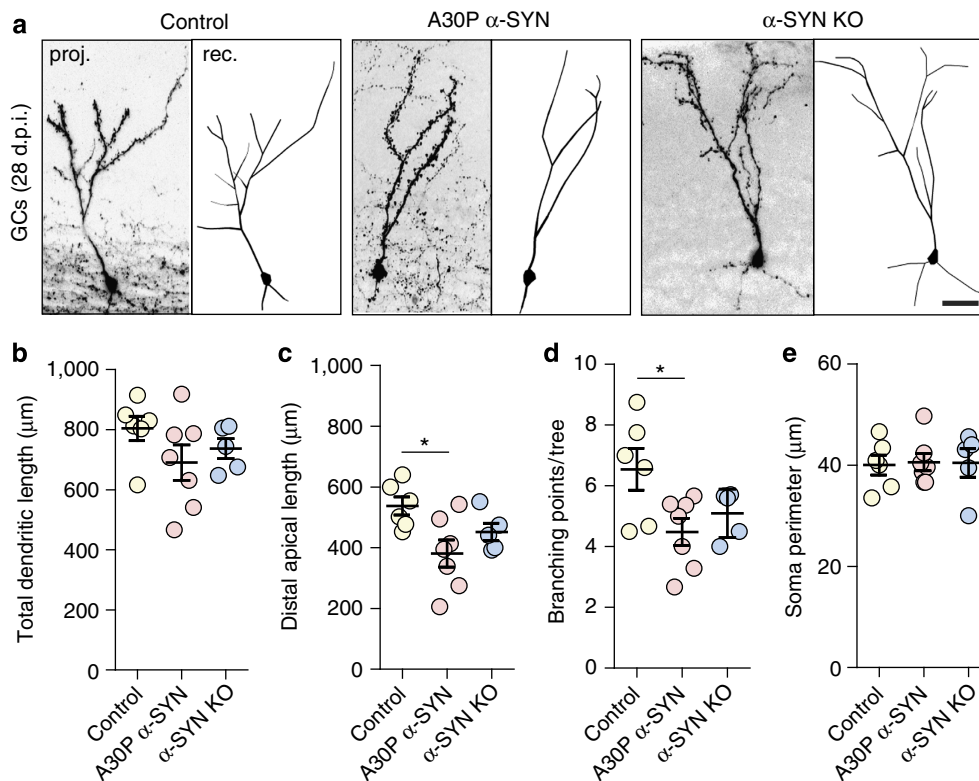 a
Control
A30P α-SYN
α-SYN KO
proj.
rec.
GCs (28 d.p.i.)
b
Total dendritic length (μm)
1,000
800
600
400
200
0
Control
A30P α-SYN
α-SYN KO
c
Distal apical length (μm)
1,000
800
600
400
200
0
*
Control
A30P α-SYN
α-SYN KO
d
Branching points/tree
10
8
6
4
2
0
*
Control
A30P α-SYN
α-SYN KO
e
Soma perimeter (μm)
60
40
20
0
Control
A30P α-SYN
α-SYN KO